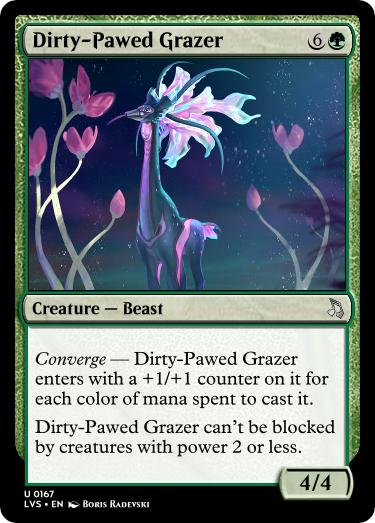 Dirty-Pawed Grazer 6
Creature — Beast
Converge — Dirty-Pawed Grazer
enters with a +1/+1 counter on it for
each color of mana spent to cast it.
Dirty-Pawed Grazer can't be blocked
by creatures with power 2 or less.
4/4
U 0167
LVS • EN Boris Radevski